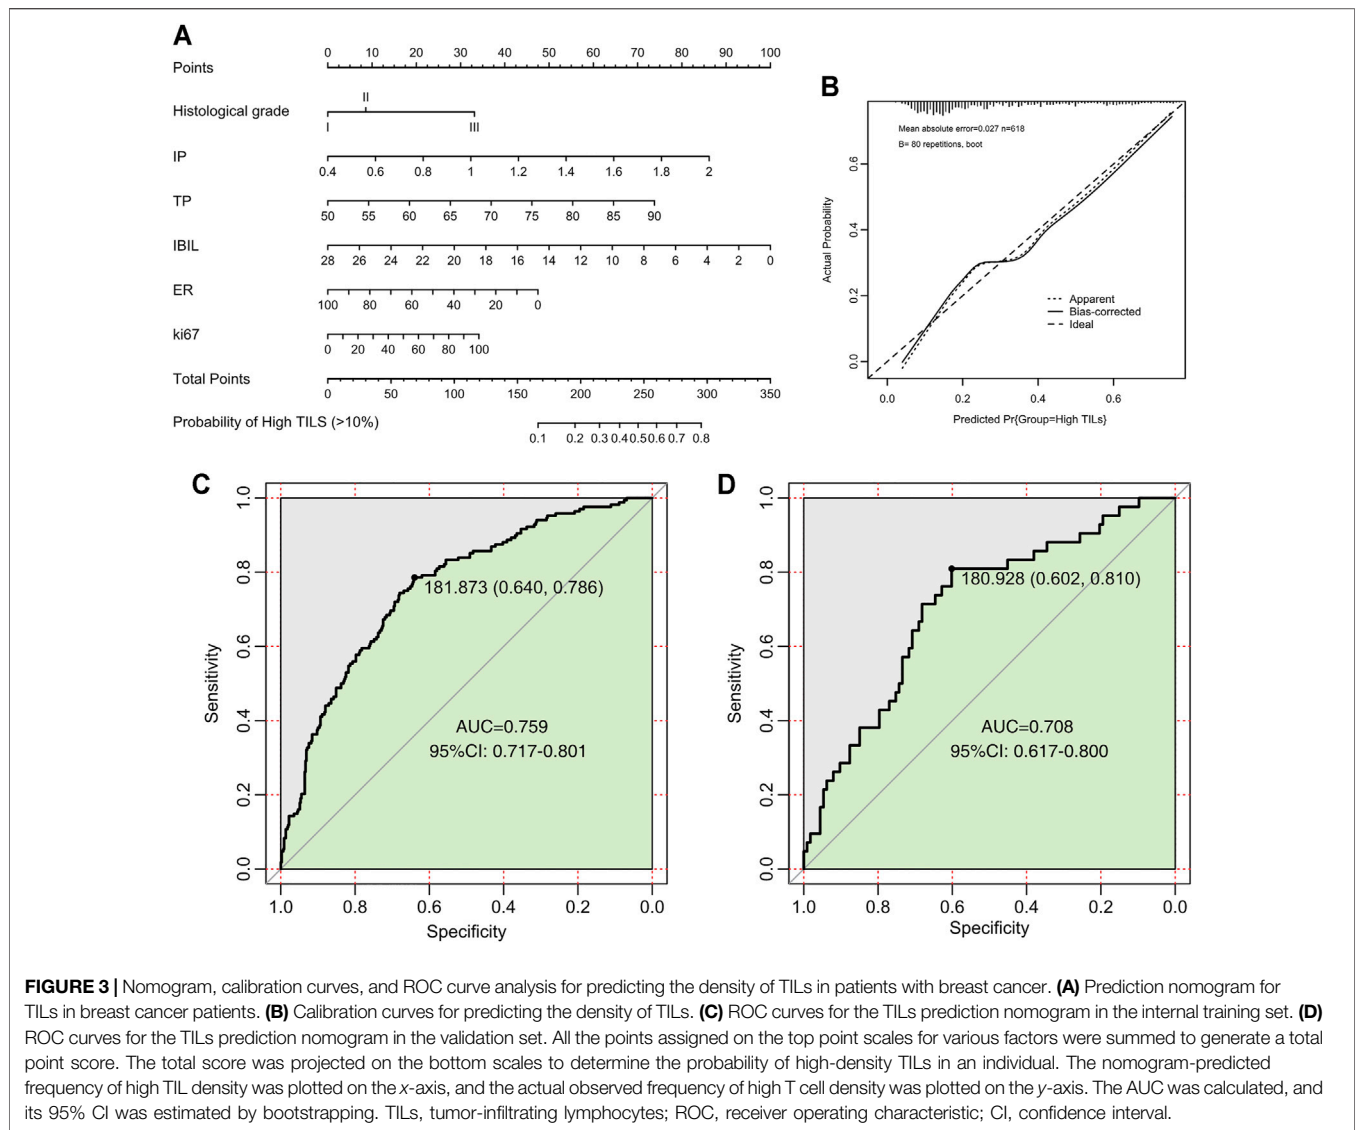 A
0 10 20 30 40 50 60 70 80 90 100
Points
II
Histological grade
I III
IP
0.4 0.6 0.8 1 1.2 1.4 1.6 1.8 2
TP
50 55 60 65 70 75 80 85 90
IBIL
28 26 24 22 20 18 16 14 12 10 8 6 4 2 0
ER
100 80 60 40 20 0
ki67
0 20 40 60 80 100
Total Points
0 50 100 150 200 250 300 350
Probability of High TILS (>10%)
0.1 0.2 0.3 0.4 0.5 0.6 0.7 0.8
B
Mean absolute error=0.027 n=618
B= 80 repetitions, boot
Actual Probability
0.0 0.2 0.4 0.6
Apparent
Bias-corrected
Ideal
0.0 0.2 0.4 0.6
Predicted Pr{Group=High TILs}
C
Sensitivity
0.0 0.2 0.4 0.6 0.8 1.0
181.873 (0.640, 0.786)
AUC=0.759
95%CI: 0.717-0.801
1.0 0.8 0.6 0.4 0.2 0.0
Specificity
D
Sensitivity
0.0 0.2 0.4 0.6 0.8 1.0
180.928 (0.602, 0.810)
AUC=0.708
95%CI: 0.617-0.800
1.0 0.8 0.6 0.4 0.2 0.0
Specificity
FIGURE 3 | Nomogram, calibration curves, and ROC curve analysis for predicting the density of TILs in patients with breast cancer. (A) Prediction nomogram for
TILs in breast cancer patients. (B) Calibration curves for predicting the density of TILs. (C) ROC curves for the TILs prediction nomogram in the internal training set. (D)
ROC curves for the TILs prediction nomogram in the validation set. All the points assigned on the top point scales for various factors were summed to generate a total
point score. The total score was projected on the bottom scales to determine the probability of high-density TILs in an individual. The nomogram-predicted
frequency of high TIL density was plotted on the x-axis, and the actual observed frequency of high T cell density was plotted on the y-axis. The AUC was calculated, and
its 95% CI was estimated by bootstrapping. TILs, tumor-infiltrating lymphocytes; ROC, receiver operating characteristic; CI, confidence interval.